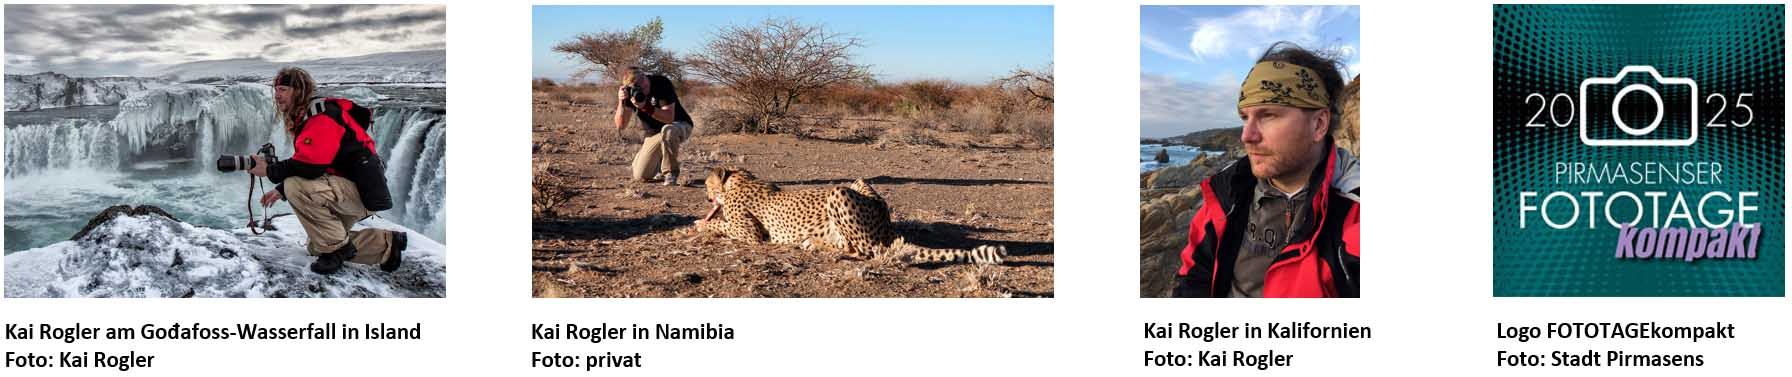 20 25
PIRMASENSER
FOTOTAGE
kompakt
Kai Rogler am Gođafoss-Wasserfall in Island
Foto: Kai Rogler
Kai Rogler in Namibia
Foto: privat
Kai Rogler in Kalifornien
Foto: Kai Rogler
Logo FOTOTAGEkompakt
Foto: Stadt Pirmasens